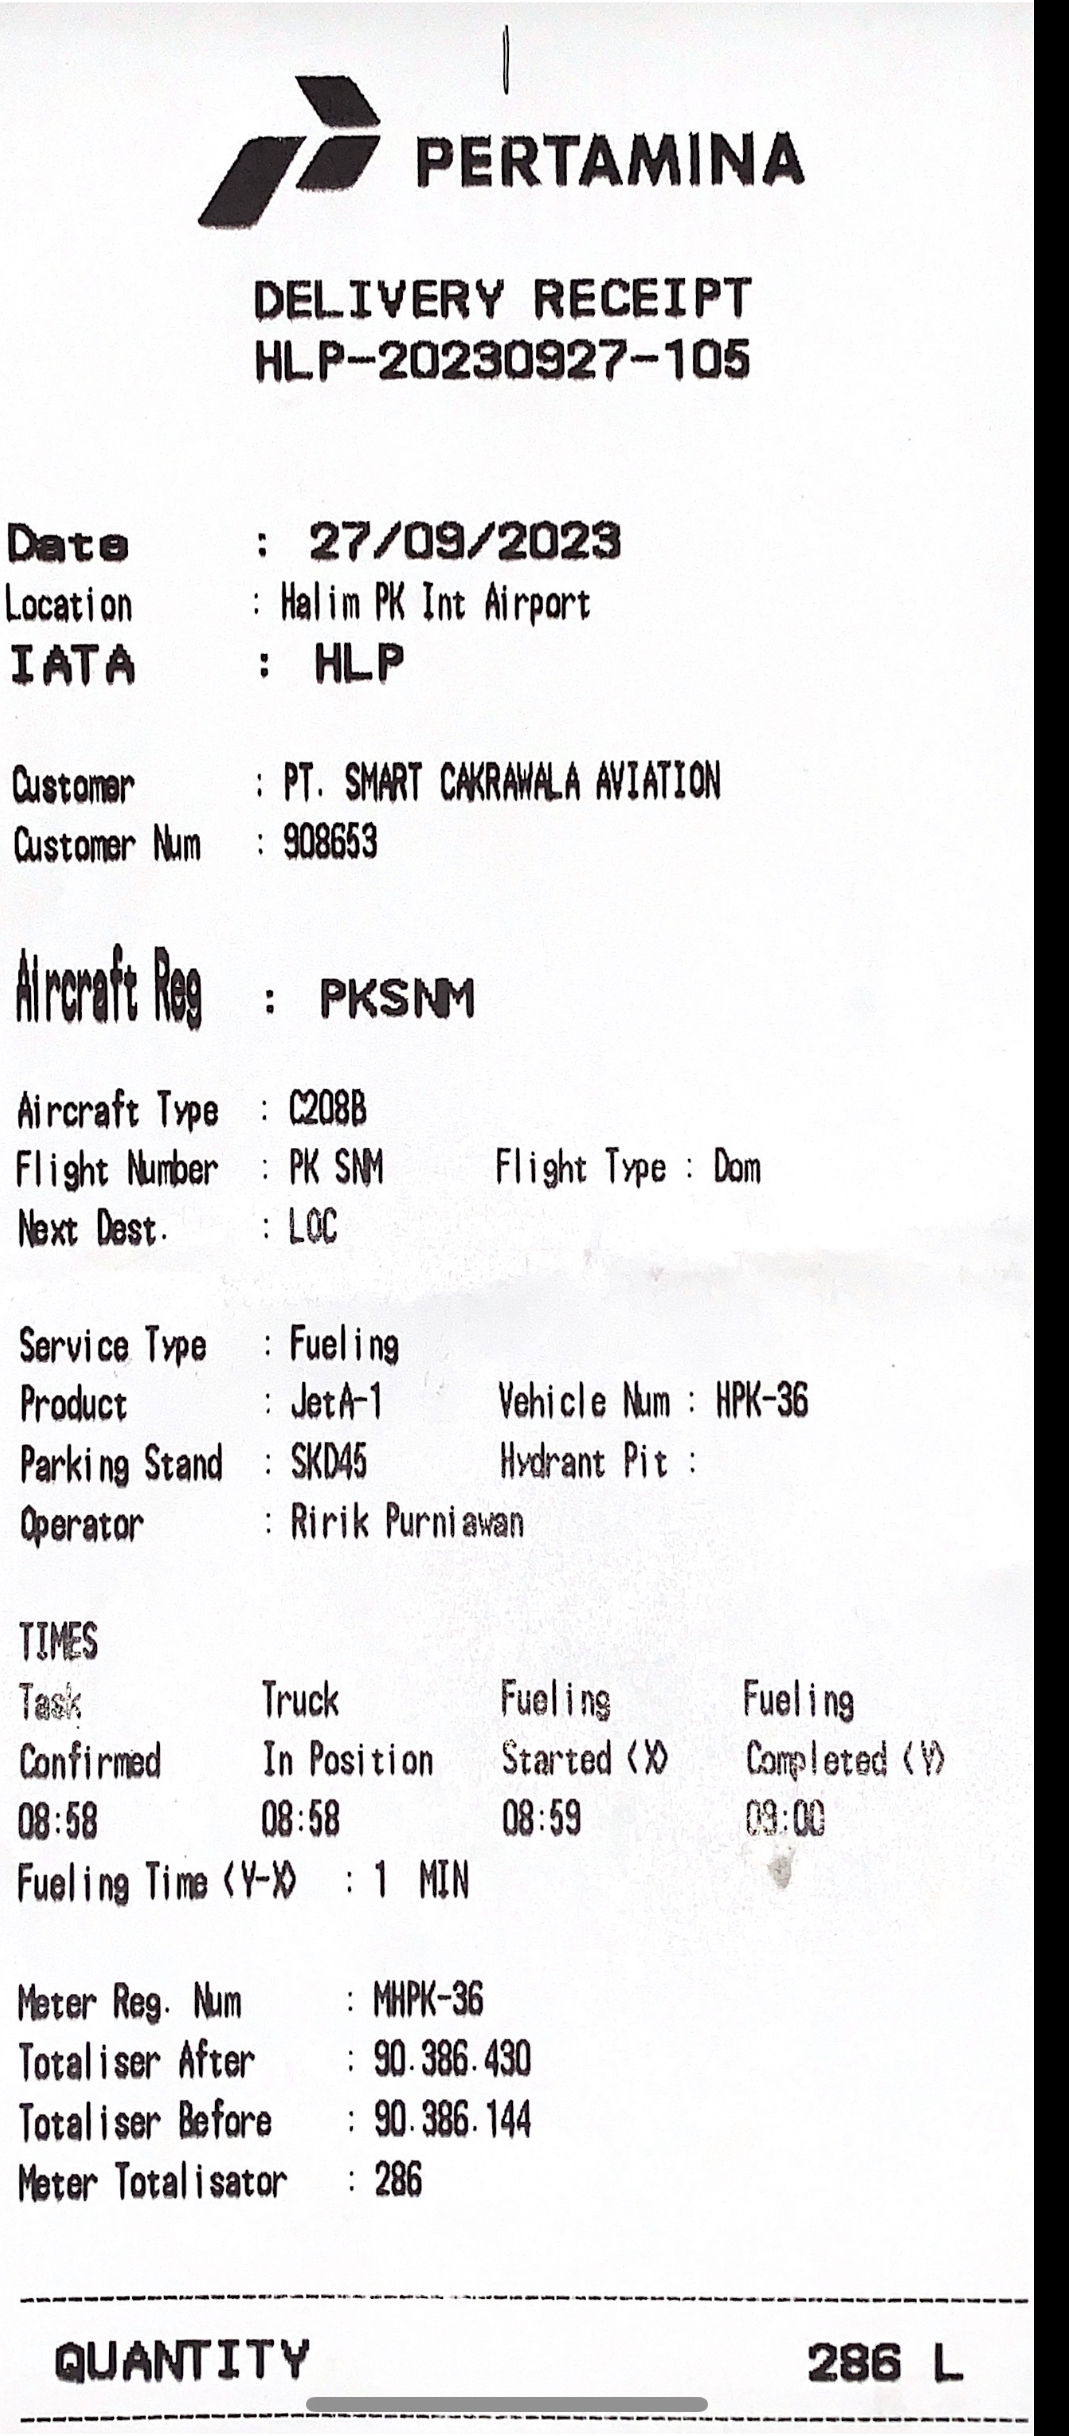 PERTAMINA
DELIVERY RECEIPT
HLP-20230927-105
Date : 27/09/2023
Location : Halim PK Int Airport
IATA : HLP
Customer : PT. SMART CAKRAWALA AVIATION
Customer Num : 908653
Aircraft Reg : PKSNM
Aircraft Type : C208B
Flight Number : PK SNM Flight Type : Dom
Next Dest. : LOC
Service Type : Fueling
Product : JetA-1 Vehicle Num : HPK-36
Parking Stand : SKD45 Hydrant Pit :
Operator : Ririk Purniawan
TIMES
Task Truck Fueling Fueling
Confirmed In Position Started (X) Completed (Y)
08:58 08:58 08:59 09:00
Fueling Time (Y-X) : 1 MIN
Meter Reg. Num : MHPK-36
Totaliser After : 90.386.430
Totaliser Before : 90.386.144
Meter Totalisator : 286
QUANTITY 286 L